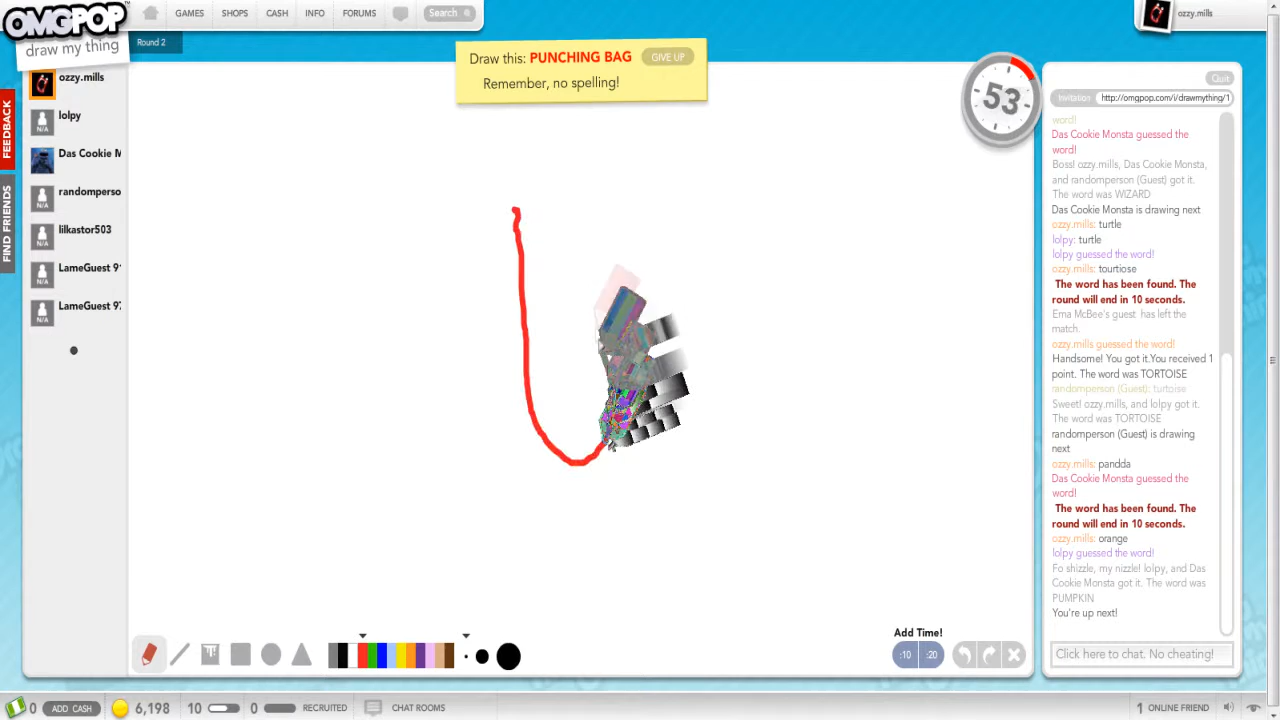 OMGPOP
GAMES
SHOPS
CASH
INFO
FORUMS
Search
ozzy.mills
draw my thing
Round 2
Draw this: PUNCHING BAG
GIVE UP
Remember, no spelling!
53
FEEDBACK
FIND FRIENDS
ozzy.mills
N/A
lolpy
Das Cookie M
N/A
randomperso
N/A
lilkastor503
N/A
LameGuest 9
N/A
LameGuest 97
Quit
Invitation
http://omgpop.com/i/drawmything/1
word!
Das Cookie Monsta guessed the
word!
Boss! ozzy.mills, Das Cookie Monsta,
and randomperson (Guest) got it.
The word was WIZARD
Das Cookie Monsta is drawing next
ozzy.mills: turtle
lolpy: turtle
lolpy guessed the word!
ozzy.mills: tourtiose
The word has been found. The
round will end in 10 seconds.
Ema McBee's guest has left the
match.
ozzy.mills guessed the word!
Handsome! You got it.You received 1
point. The word was TORTOISE
randomperson (Guest): turtoise
Sweet! ozzy.mills, and lolpy got it.
The word was TORTOISE
randomperson (Guest) is drawing
next
ozzy.mills: pandda
Das Cookie Monsta guessed the
word!
The word has been found. The
round will end in 10 seconds.
ozzy.mills: orange
lolpy guessed the word!
Fo shizzle, my nizzle! lolpy, and Das
Cookie Monsta got it. The word was
PUMPKIN
You're up next!
Click here to chat. No cheating!
Add Time!
:10
:20
0
ADD CASH
6,198
10
0
RECRUITED
CHAT ROOMS
1 ONLINE FRIEND